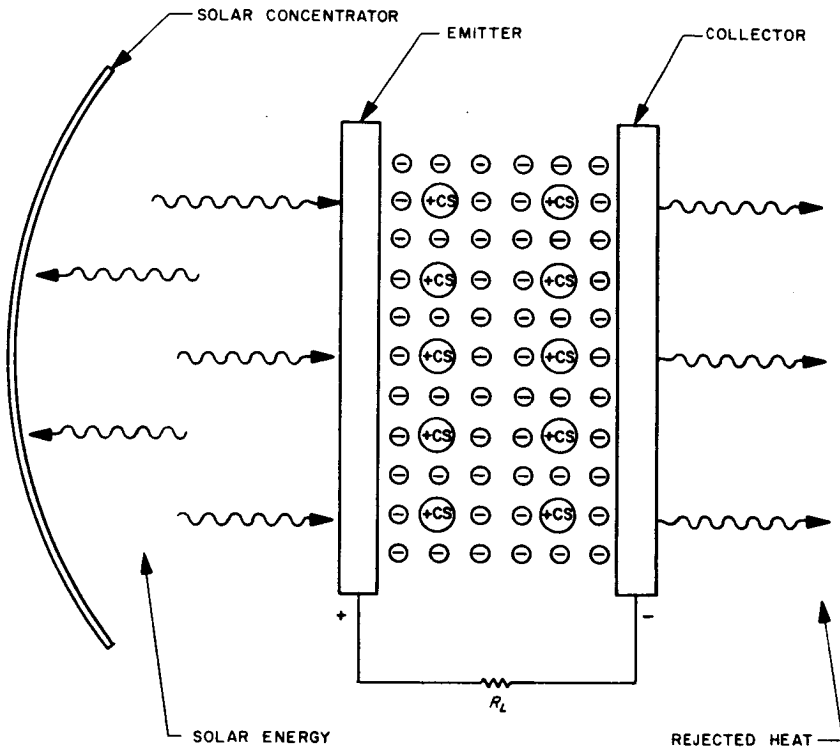 SOLAR CONCENTRATOR
EMITTER
COLLECTOR
+CS +CS
+CS +CS
+CS +CS
+CS +CS
+CS +CS
+ −
R_L
SOLAR ENERGY
REJECTED HEAT